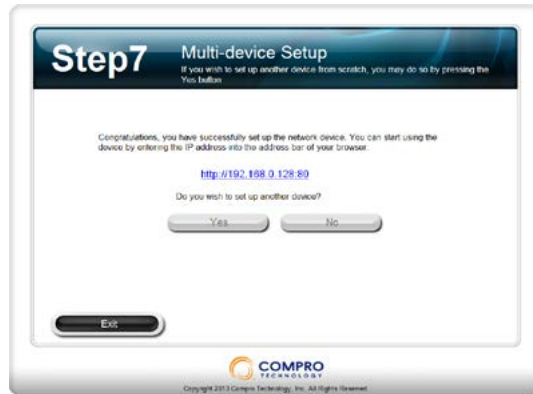 Step7
Multi-device Setup
If you wish to set up another device from scratch, you may do so by pressing the
Yes button
Congratulations, you have successfully set up the network device. You can start using the
device by entering the IP address into the address bar of your browser:
http://192.168.0.128:80
Do you wish to set up another device?
Yes
No
Exit
COMPRO
TECHNOLOGY
Copyright 2013 Compro Technology, Inc. All Rights Reserved.